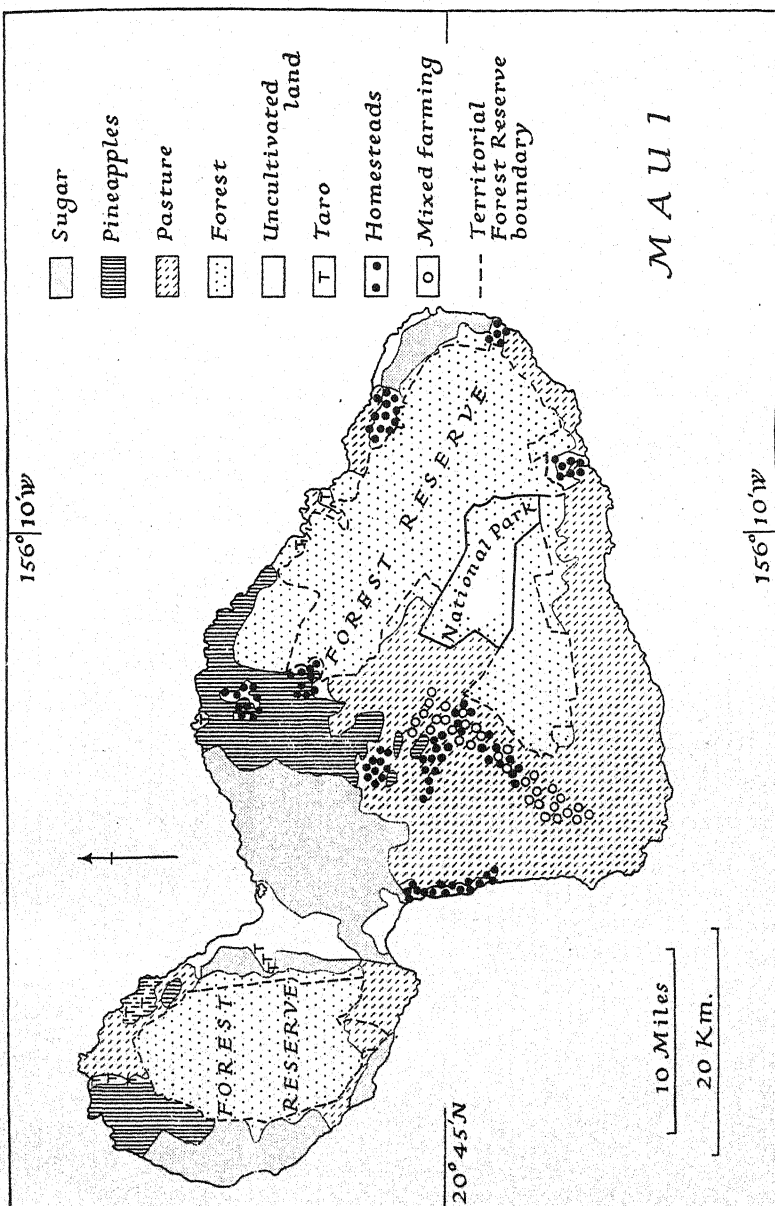 156° 10'W
Sugar
Pineapples
Pasture
Forest
Uncultivated
land
T Taro
Homesteads
Mixed farming
Territorial
Forest Reserve
boundary
MAUI
FOREST RESERVE
National Park
FOREST
RESERVE
T
T
T
T
T
T
T
20° 45'N
10 Miles
20 Km.
156° 10'W